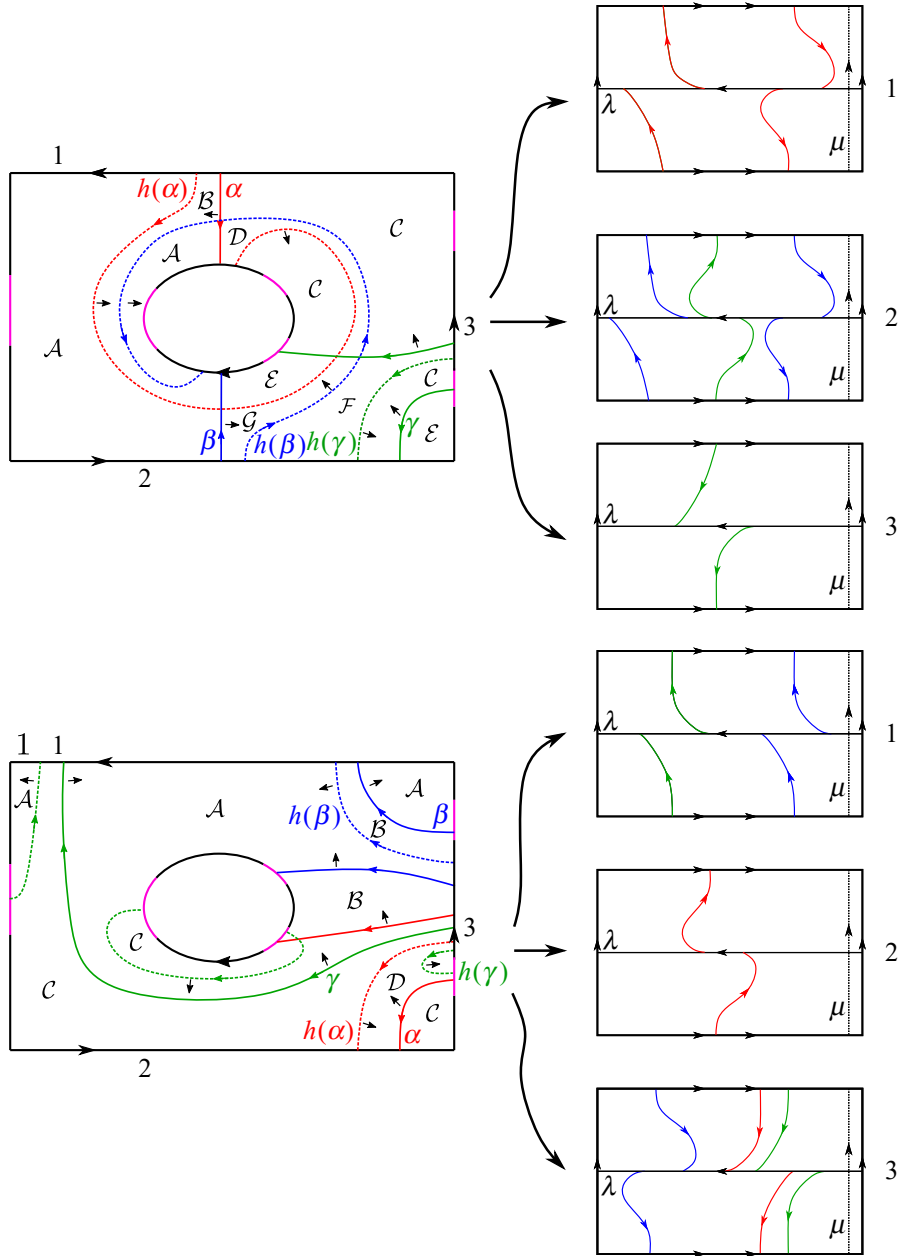 λ
μ
1
1
h(α)
α
ℬ
𝒟
𝒞
𝒜
𝒞
3
𝒜
ℰ
𝒞
ℱ
𝒢
γ
ℰ
β
h(β)
h(γ)
2
λ
μ
2
λ
μ
3
λ
μ
1
1
1
𝒜
𝒜
𝒜
h(β)
β
ℬ
ℬ
𝒞
3
𝒞
γ
𝒟
h(γ)
𝒞
h(α)
α
2
λ
μ
2
λ
μ
3